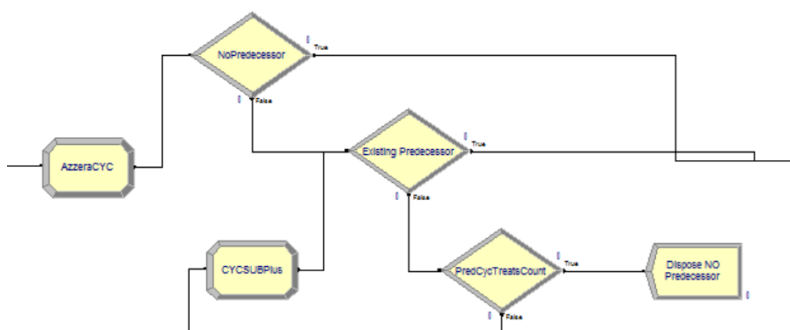 NoPredecessor
True
False
AzzeraCYC
Existing Predecessor
True
False
CYCSUBPlus
PredCycTreatsCount
True
False
Dispose NO
Predecessor